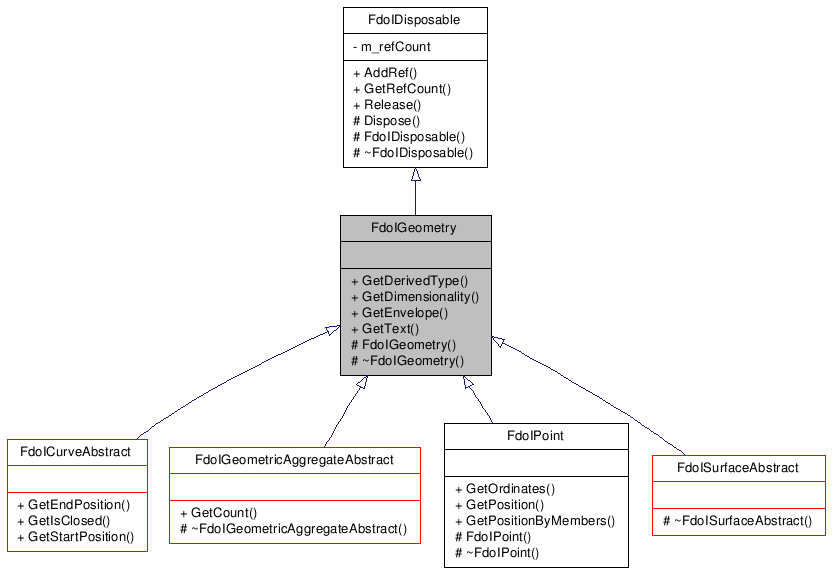 FdoIDisposable
- m_refCount
+ AddRef()
+ GetRefCount()
+ Release()
# Dispose()
# FdoIDisposable()
# ~FdoIDisposable()
FdoIGeometry
+ GetDerivedType()
+ GetDimensionality()
+ GetEnvelope()
+ GetText()
# FdoIGeometry()
# ~FdoIGeometry()
FdoICurveAbstract
+ GetEndPosition()
+ GetIsClosed()
+ GetStartPosition()
FdoIGeometricAggregateAbstract
+ GetCount()
# ~FdoIGeometricAggregateAbstract()
FdoIPoint
+ GetOrdinates()
+ GetPosition()
+ GetPositionByMembers()
# FdoIPoint()
# ~FdoIPoint()
FdoISurfaceAbstract
# ~FdoISurfaceAbstract()